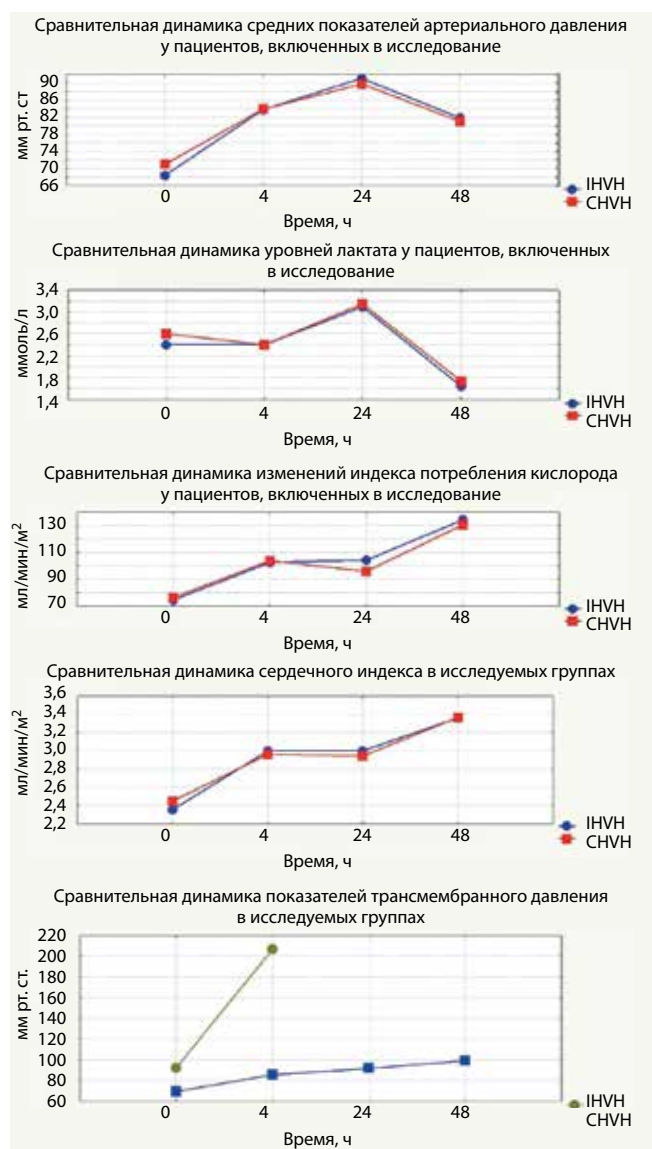 Сравнительная динамика средних показателей артериального давления
у пациентов, включенных в исследование
мм рт. ст
90
86
82
78
74
70
66
0 4 24 48
Время, ч
IHVH
CHVH
Сравнительная динамика уровней лактата у пациентов, включенных
в исследование
ммоль/л
3,4
3,0
2,6
2,2
1,8
1,4
0 4 24 48
Время, ч
IHVH
CHVH
Сравнительная динамика изменений индекса потребления кислорода
у пациентов, включенных в исследование
мл/мин/м²
130
110
90
70
0 4 24 48
Время, ч
IHVH
CHVH
Сравнительная динамика сердечного индекса в исследуемых группах
мл/мин/м²
3,6
3,4
3,2
3,0
2,8
2,6
2,4
2,2
0 4 24 48
Время, ч
IHVH
CHVH
Сравнительная динамика показателей трансмембранного давления
в исследуемых группах
мм рт. ст.
220
200
180
160
140
120
100
80
60
0 4 24 48
Время, ч
IHVH
CHVH